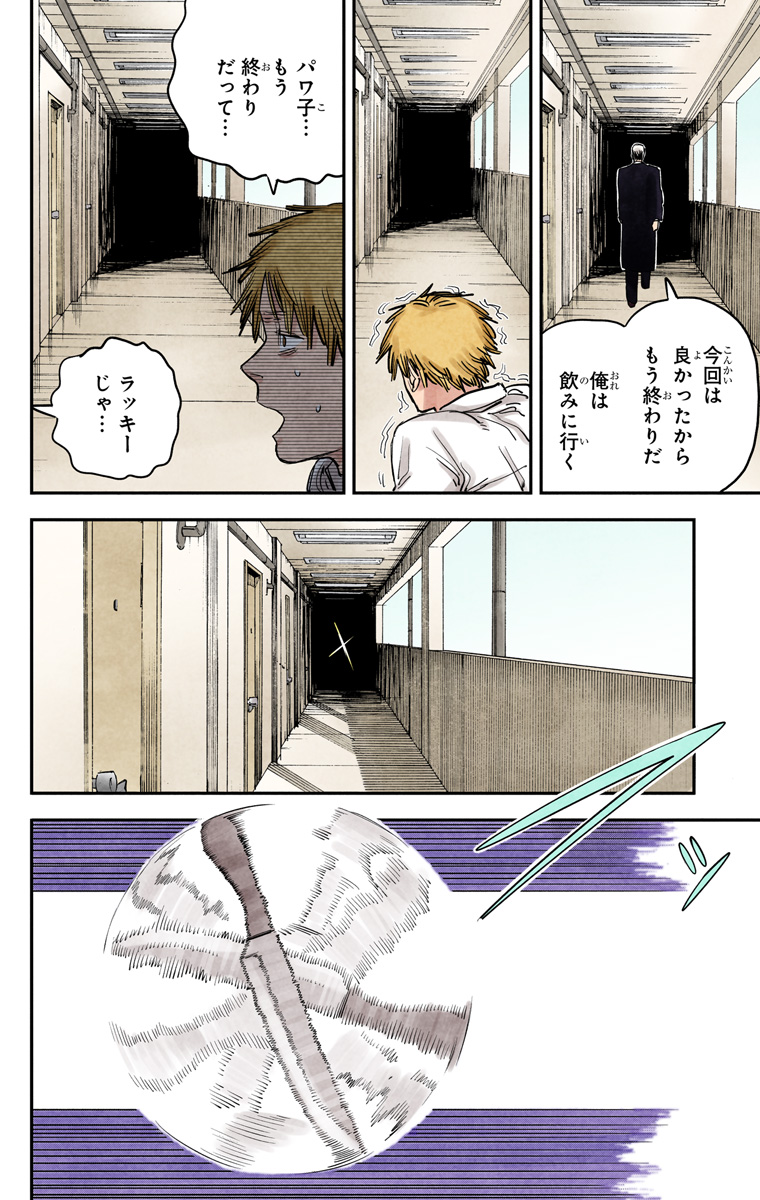 今回は
良かったから
もう終わりだ
俺は
飲みに行く
パワ子…
もう
終わり
だって…
ラッキー
じゃ…